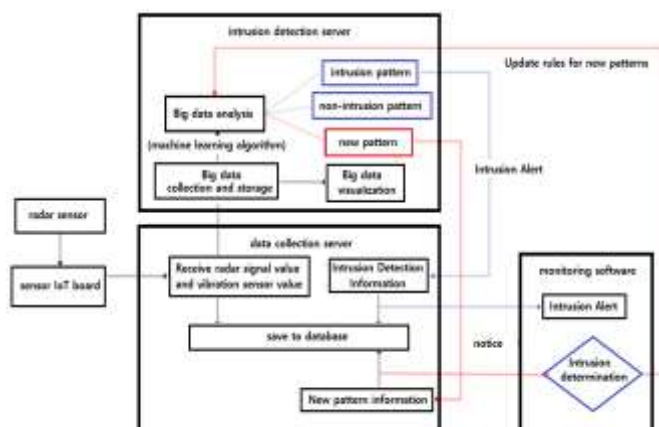 intrusion detection server
Update rules for new patterns
intrusion pattern
Big data analysis
non-intrusion pattern
(machine learning algorithm)
new pattern
Intrusion Alert
Big data
collection and storage
Big data
visualization
radar sensor
data collection server
sensor IoT board
Receive radar signal value
and vibration sensor value
Intrusion Detection
Information
monitoring software
Intrusion Alert
save to database
notice
Intrusion
determination
New pattern information